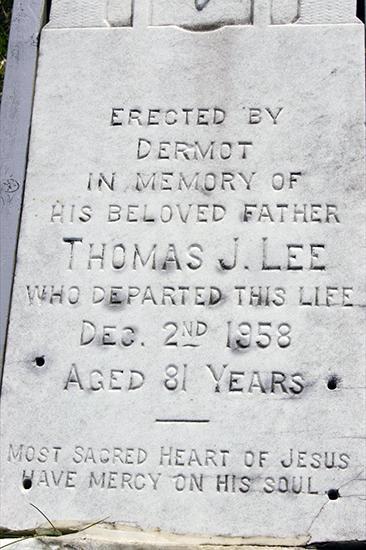 ERECTED BY
DERMOT
IN MEMORY OF
HIS BELOVED FATHER
THOMAS J. LEE
WHO DEPARTED THIS LIFE
DEC. 2ND 1958
AGED 81 YEARS
MOST SACRED HEART OF JESUS
HAVE MERCY ON HIS SOUL.